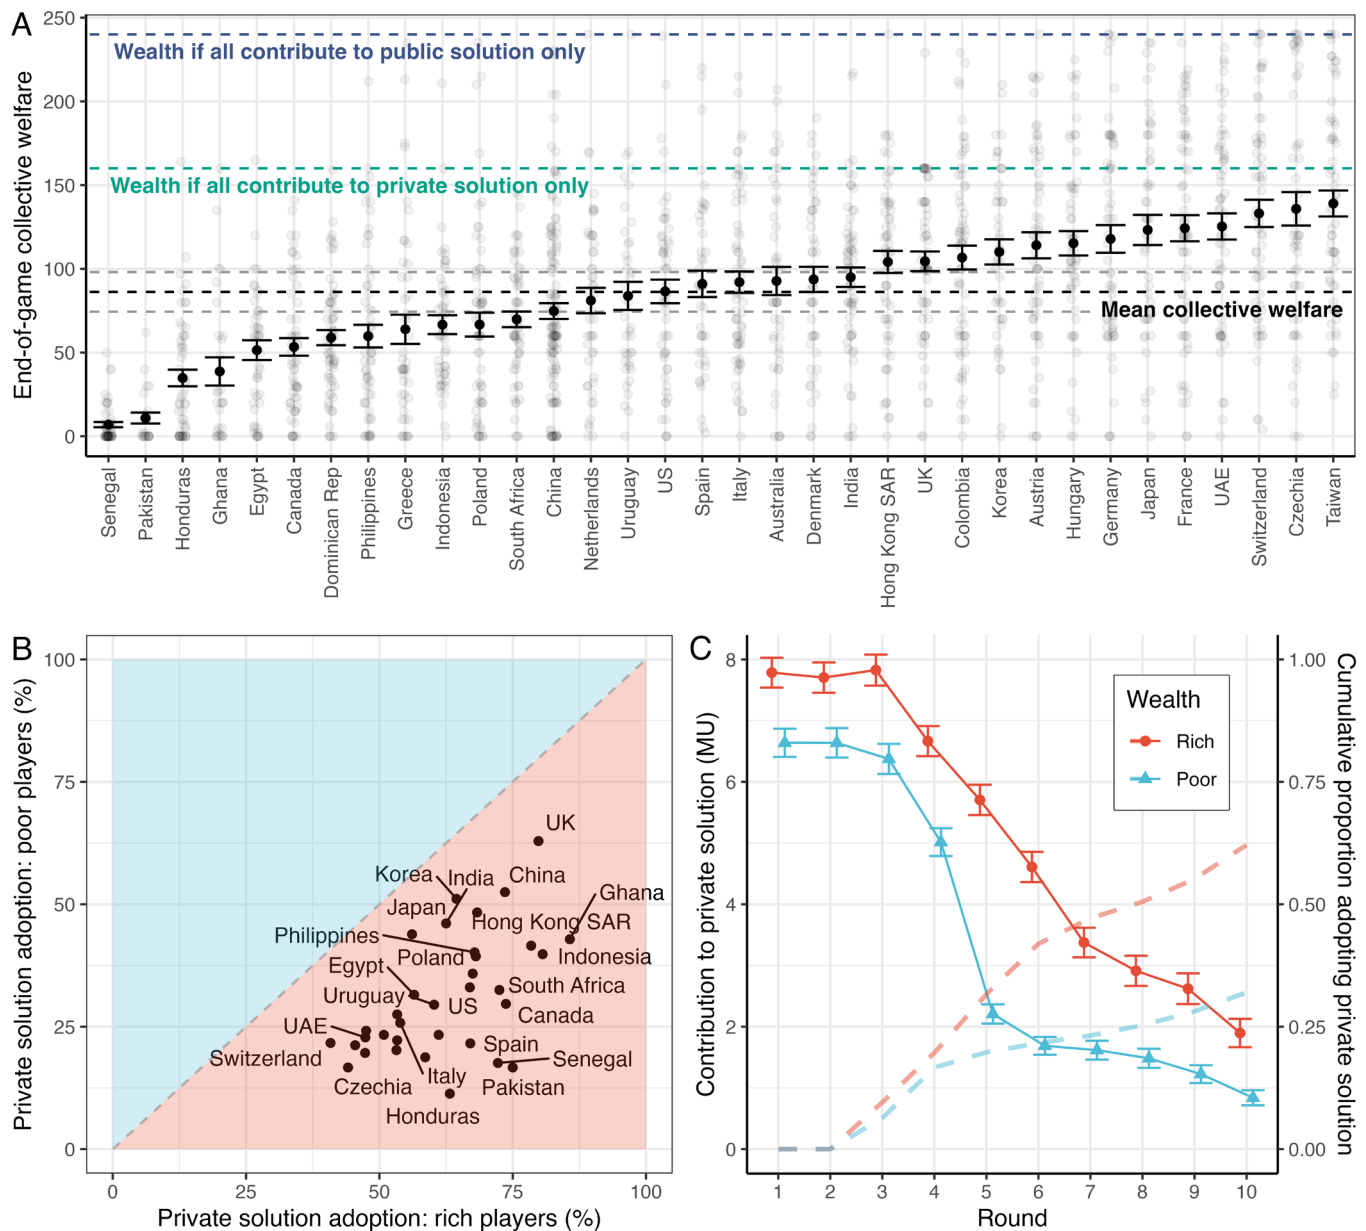 A
End-of-game collective welfare
250
200
150
100
50
0
Wealth if all contribute to public solution only
Wealth if all contribute to private solution only
Mean collective welfare
Senegal
Pakistan
Honduras
Ghana
Egypt
Canada
Dominican Rep
Philippines
Greece
Indonesia
Poland
South Africa
China
Netherlands
Uruguay
US
Spain
Italy
Australia
Denmark
India
Hong Kong SAR
UK
Colombia
Korea
Austria
Hungary
Germany
Japan
France
UAE
Switzerland
Czechia
Taiwan
B
Private solution adoption: poor players (%)
100
75
50
25
0
UK
Korea
India
China
Ghana
Japan
Hong Kong SAR
Philippines
Poland
Indonesia
Egypt
South Africa
Uruguay
US
Canada
UAE
Spain
Switzerland
Senegal
Italy
Czechia
Pakistan
Honduras
0
25
50
75
100
Private solution adoption: rich players (%)
C
Contribution to private solution (MU)
8
6
4
2
0
Wealth
Rich
Poor
1.00
0.75
0.50
0.25
0.00
Cumulative proportion adopting private solution
1
2
3
4
5
6
7
8
9
10
Round